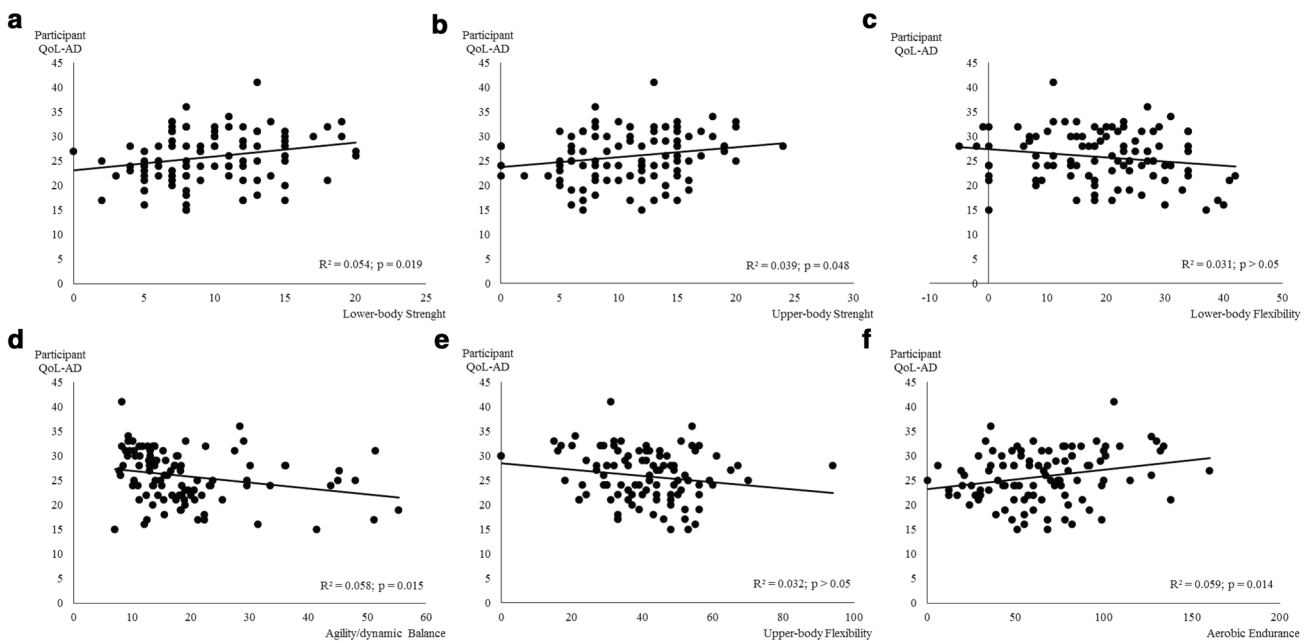 a
Participant
QoL-AD
45
40
35
30
25
20
15
10
5
0
0 5 10 15 20 25
R² = 0.054; p = 0.019
Lower-body Strenght
b
Participant
QoL-AD
45
40
35
30
25
20
15
10
5
0
0 5 10 15 20 25 30
R² = 0.039; p = 0.048
Upper-body Strenght
c
Participant
QoL-AD
45
40
35
30
25
20
15
10
5
0
-10 0 10 20 30 40 50
R² = 0.031; p > 0.05
Lower-body Flexibility
d
Participant
QoL-AD
45
40
35
30
25
20
15
10
5
0
0 10 20 30 40 50 60
R² = 0.058; p = 0.015
Agility/dynamic Balance
e
Participant
QoL-AD
45
40
35
30
25
20
15
10
5
0
0 20 40 60 80 100
R² = 0.032; p > 0.05
Upper-body Flexibility
f
Participant
QoL-AD
45
40
35
30
25
20
15
10
5
0
0 50 100 150 200
R² = 0.059; p = 0.014
Aerobic Endurance